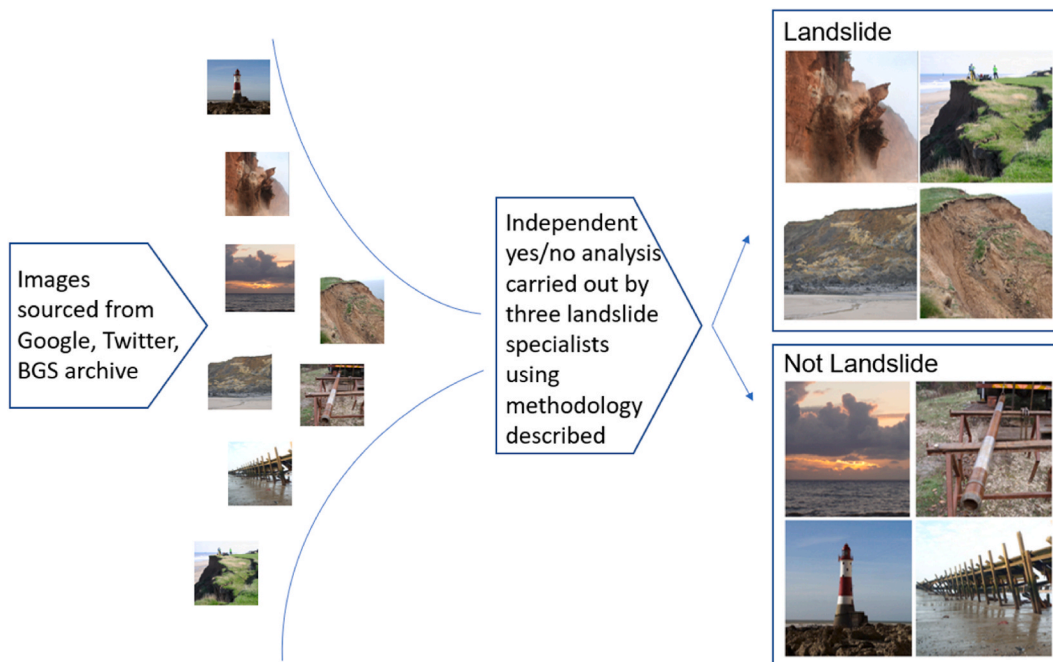 Images
sourced from
Google, Twitter,
BGS archive
Independent
yes/no analysis
carried out by
three landslide
specialists
using
methodology
described
Landslide
Not Landslide